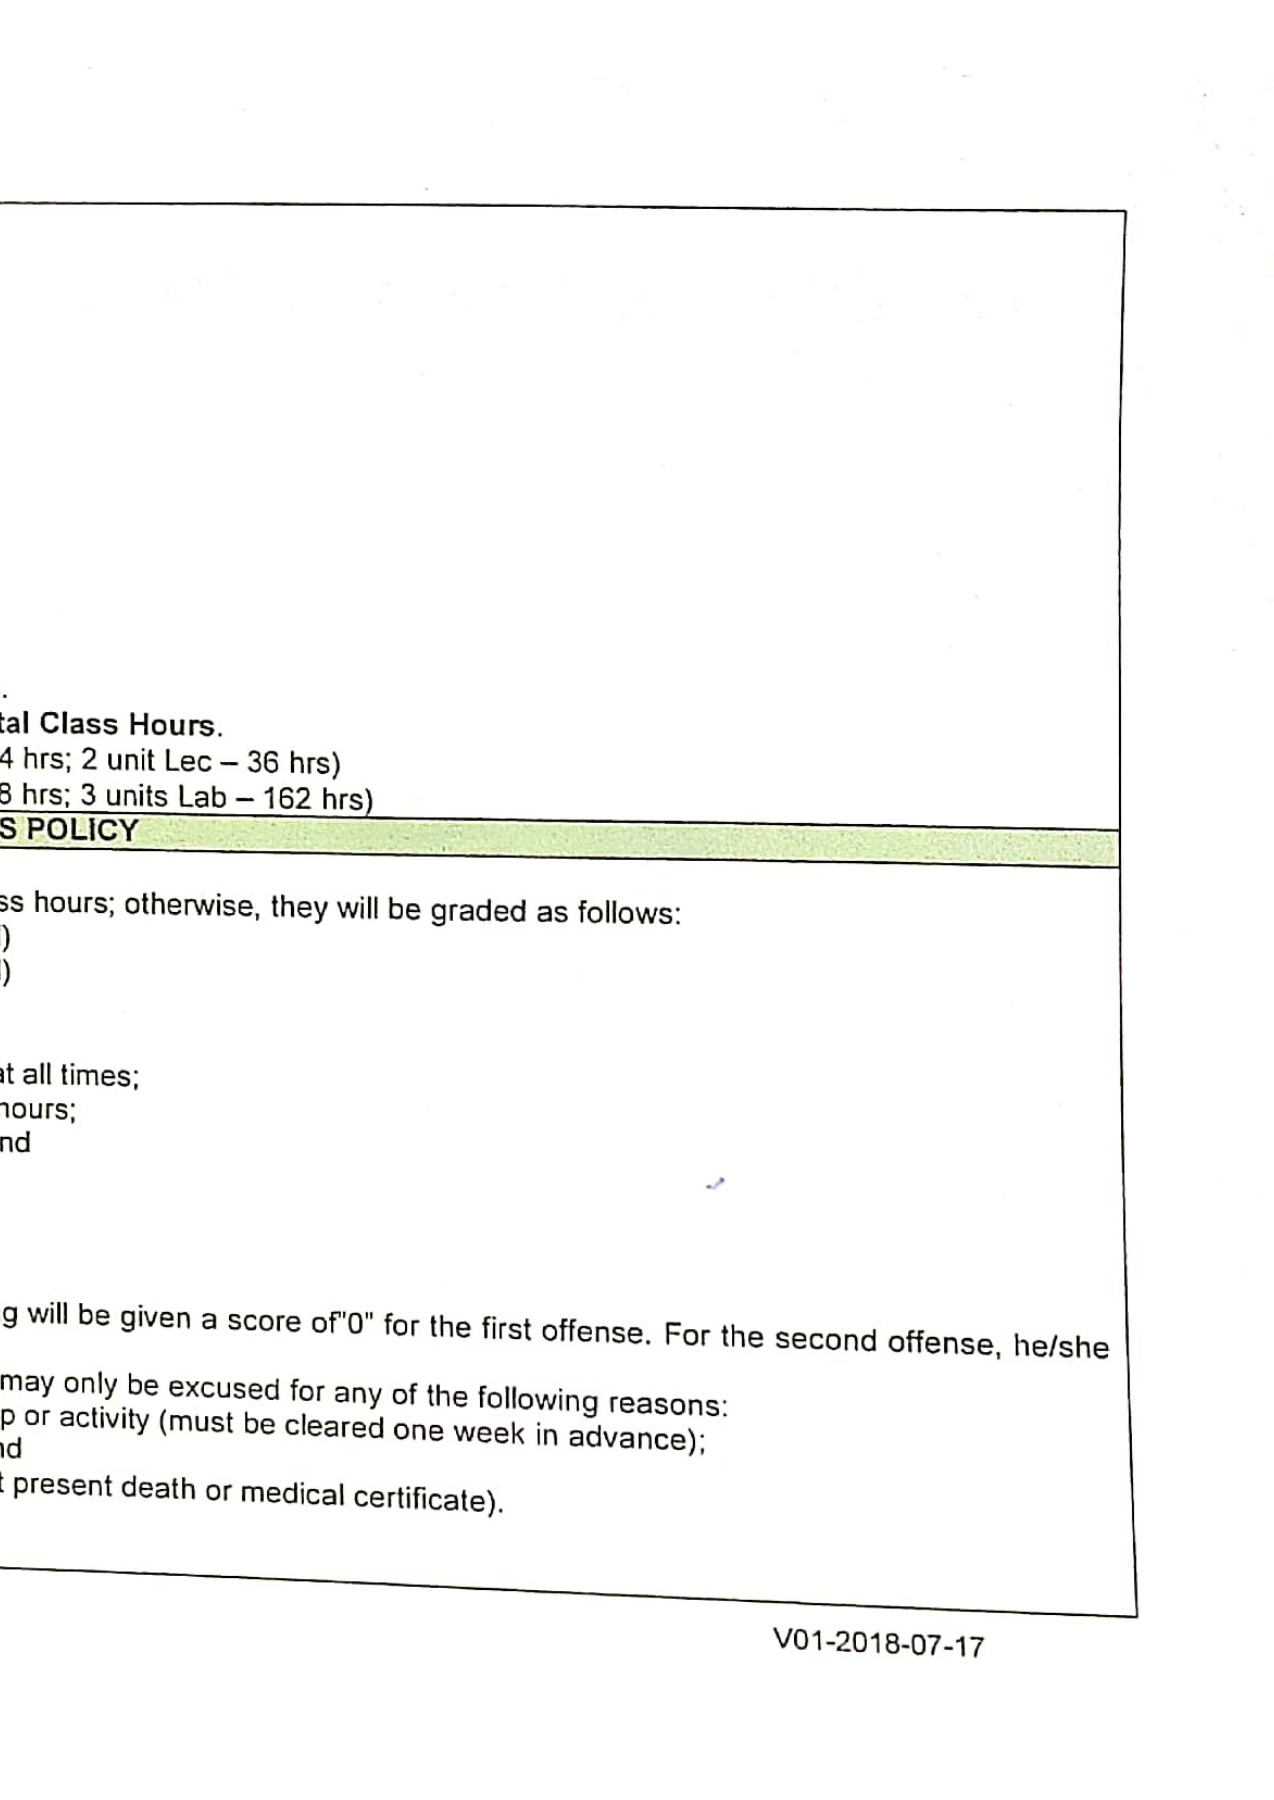 .
tal Class Hours.
4 hrs; 2 unit Lec – 36 hrs)
8 hrs; 3 units Lab – 162 hrs)
S POLICY
ss hours; otherwise, they will be graded as follows:
)
)
at all times;
hours;
nd
g will be given a score of"0" for the first offense. For the second offense, he/she
may only be excused for any of the following reasons:
p or activity (must be cleared one week in advance);
nd
t present death or medical certificate).
V01-2018-07-17